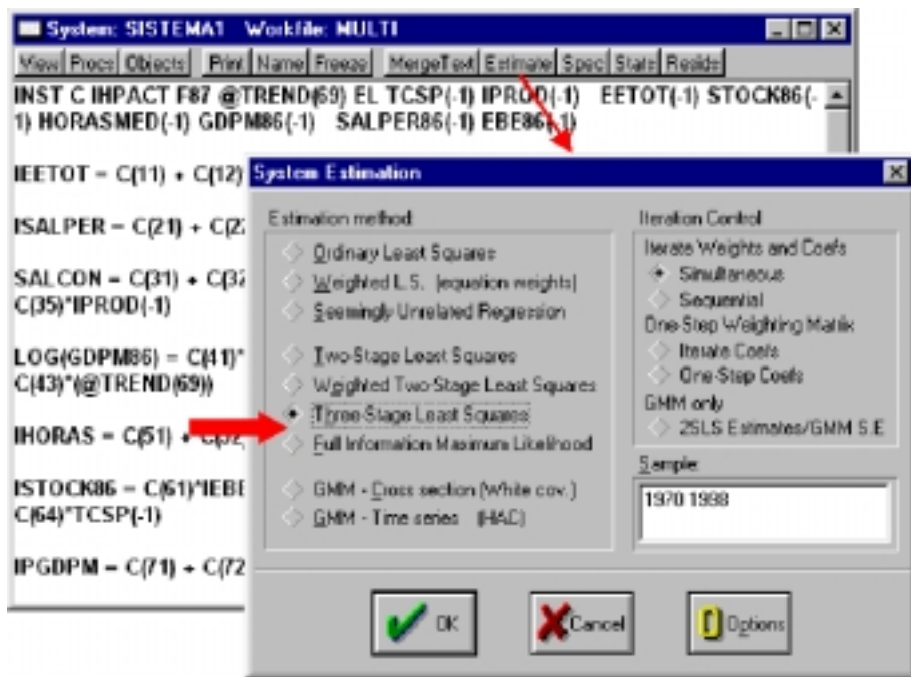 System: SISTEMA1 Workfile: MULTI
View Procs Objects Print Name Freeze MergeText Estimate Spec Stats Resids
INST C IHPACT F87 @TREND(69) EL TCSP(-1) IPROD(-1) EETOT(-1) STOCK86(-
1) HORASMED(-1) GDPM86(-1) SALPER86(-1) EBE86(-1)
IEETOT = C(11) + C(12)
ISALPER = C(21) + C(2
SALCON = C(31) + C(32
C(35)*IPROD(-1)
LOG(GDPM86) = C(41)*
C(43)*(@TREND(69))
IHORAS = C(51) +
ISTOCK86 = C(61)*IEBE
C(64)*TCSP(-1)
IPGDPM = C(71) + C(72
System Estimation
Estimation method:
Ordinary Least Squares
Weighted L.S. (equation weights)
Seemingly Unrelated Regression
Two-Stage Least Squares
Weighted Two-Stage Least Squares
Three-Stage Least Squares
Full Information Maximum Likelihood
GMM - Cross section (White cov.)
GMM - Time series (HAC)
Iteration Control
Iterate Weights and Coefs
Simultaneous
Sequential
One-Step Weighting Matrix
Iterate Coefs
One-Step Coefs
GMM only
2SLS Estimates/GMM S.E
Sample:
1970 1998
OK
Cancel
Options